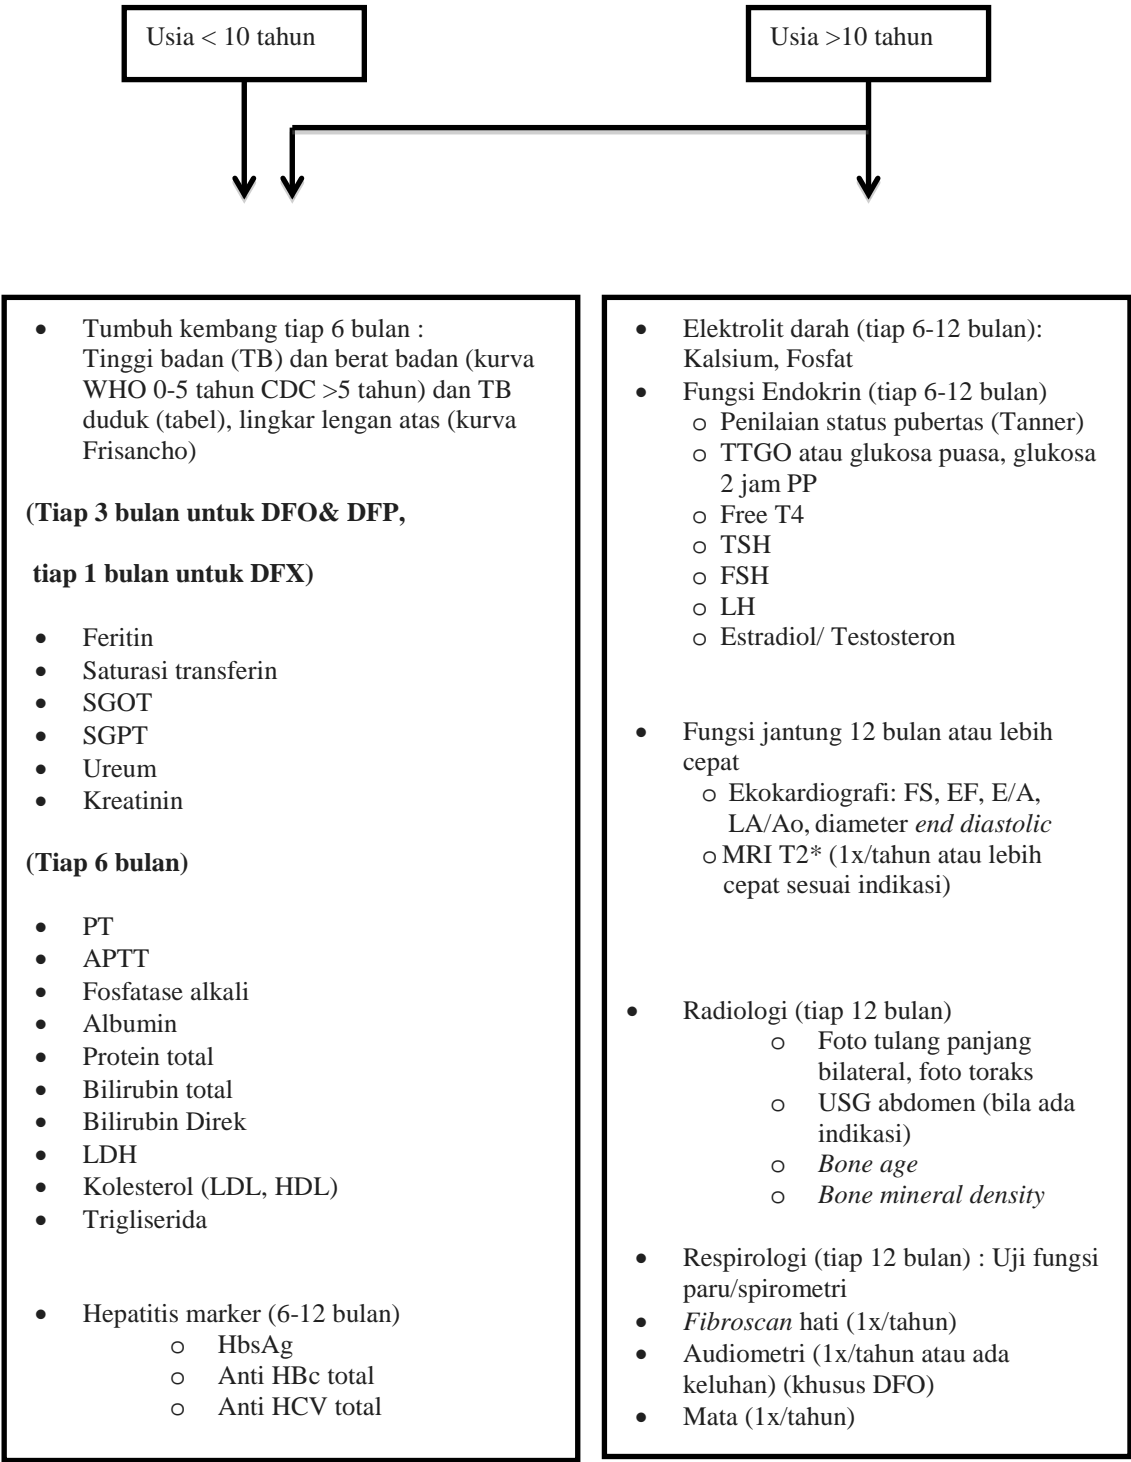 Usia < 10 tahun
Usia >10 tahun
• Tumbuh kembang tiap 6 bulan :
Tinggi badan (TB) dan berat badan (kurva
WHO 0-5 tahun CDC >5 tahun) dan TB
duduk (tabel), lingkar lengan atas (kurva
Frisancho)
(Tiap 3 bulan untuk DFO& DFP,
tiap 1 bulan untuk DFX)
• Feritin
• Saturasi transferin
• SGOT
• SGPT
• Ureum
• Kreatinin
(Tiap 6 bulan)
• PT
• APTT
• Fosfatase alkali
• Albumin
• Protein total
• Bilirubin total
• Bilirubin Direk
• LDH
• Kolesterol (LDL, HDL)
• Trigliserida
• Hepatitis marker (6-12 bulan)
o HbsAg
o Anti HBc total
o Anti HCV total
• Elektrolit darah (tiap 6-12 bulan):
Kalsium, Fosfat
• Fungsi Endokrin (tiap 6-12 bulan)
o Penilaian status pubertas (Tanner)
o TTGO atau glukosa puasa, glukosa
2 jam PP
o Free T4
o TSH
o FSH
o LH
o Estradiol/ Testosteron
• Fungsi jantung 12 bulan atau lebih
cepat
o Ekokardiografi: FS, EF, E/A,
LA/Ao, diameter end diastolic
o MRI T2* (1x/tahun atau lebih
cepat sesuai indikasi)
• Radiologi (tiap 12 bulan)
o Foto tulang panjang
bilateral, foto toraks
o USG abdomen (bila ada
indikasi)
o Bone age
o Bone mineral density
• Respirologi (tiap 12 bulan) : Uji fungsi
paru/spirometri
• Fibroscan hati (1x/tahun)
• Audiometri (1x/tahun atau ada
keluhan) (khusus DFO)
• Mata (1x/tahun)